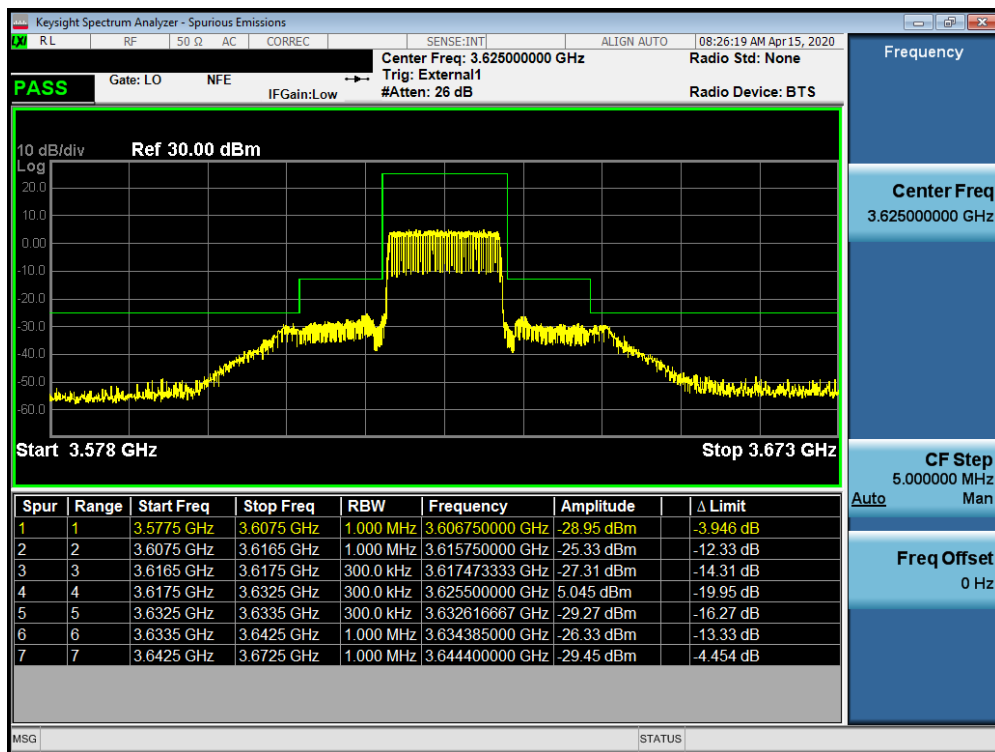 Keysight Spectrum Analyzer - Spurious Emissions
LXI RL RF 50 Ω AC CORREC SENSE:INT ALIGN AUTO 08:26:19 AM Apr 15, 2020
Center Freq: 3.625000000 GHz Radio Std: None
Gate: LO NFE Trig: External1
PASS IFGain:Low #Atten: 26 dB Radio Device: BTS
Frequency
10 dB/div Ref 30.00 dBm
Log
20.0
10.0
0.00
-10.0
-20.0
-30.0
-40.0
-50.0
-60.0
Start 3.578 GHz Stop 3.673 GHz
Center Freq
3.625000000 GHz
CF Step
5.000000 MHz
Auto Man
Freq Offset
0 Hz
Spur Range Start Freq Stop Freq RBW Frequency Amplitude Δ Limit
1 1 3.5775 GHz 3.6075 GHz 1.000 MHz 3.606750000 GHz -28.95 dBm -3.946 dB
2 2 3.6075 GHz 3.6165 GHz 1.000 MHz 3.615750000 GHz -25.33 dBm -12.33 dB
3 3 3.6165 GHz 3.6175 GHz 300.0 kHz 3.617473333 GHz -27.31 dBm -14.31 dB
4 4 3.6175 GHz 3.6325 GHz 300.0 kHz 3.625500000 GHz 5.045 dBm -19.95 dB
5 5 3.6325 GHz 3.6335 GHz 300.0 kHz 3.632616667 GHz -29.27 dBm -16.27 dB
6 6 3.6335 GHz 3.6425 GHz 1.000 MHz 3.634385000 GHz -26.33 dBm -13.33 dB
7 7 3.6425 GHz 3.6725 GHz 1.000 MHz 3.644400000 GHz -29.45 dBm -4.454 dB
MSG STATUS